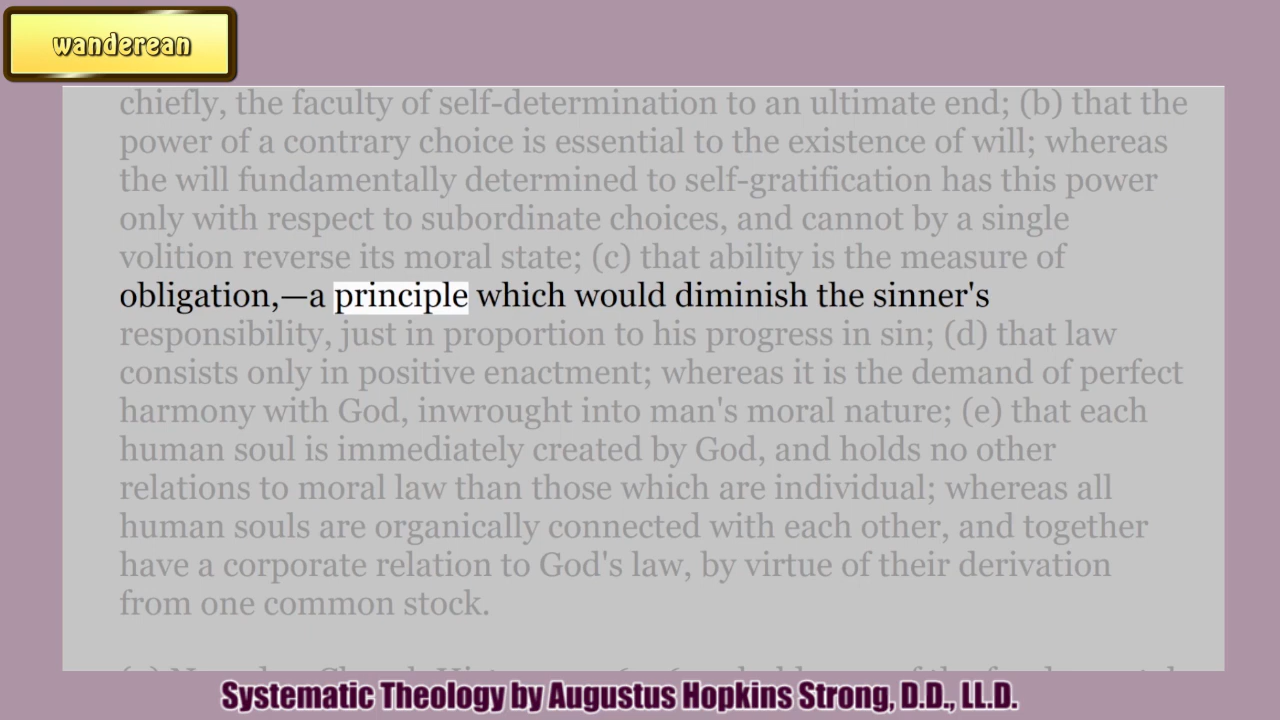 wanderean
chiefly, the faculty of self-determination to an ultimate end; (b) that the
power of a contrary choice is essential to the existence of will; whereas
the will fundamentally determined to self-gratification has this power
only with respect to subordinate choices, and cannot by a single
volition reverse its moral state; (c) that ability is the measure of
obligation,—a principle which would diminish the sinner's
responsibility, just in proportion to his progress in sin; (d) that law
consists only in positive enactment; whereas it is the demand of perfect
harmony with God, inwrought into man's moral nature; (e) that each
human soul is immediately created by God, and holds no other
relations to moral law than those which are individual; whereas all
human souls are organically connected with each other, and together
have a corporate relation to God's law, by virtue of their derivation
from one common stock.
Systematic Theology by Augustus Hopkins Strong, D.D., LL.D.